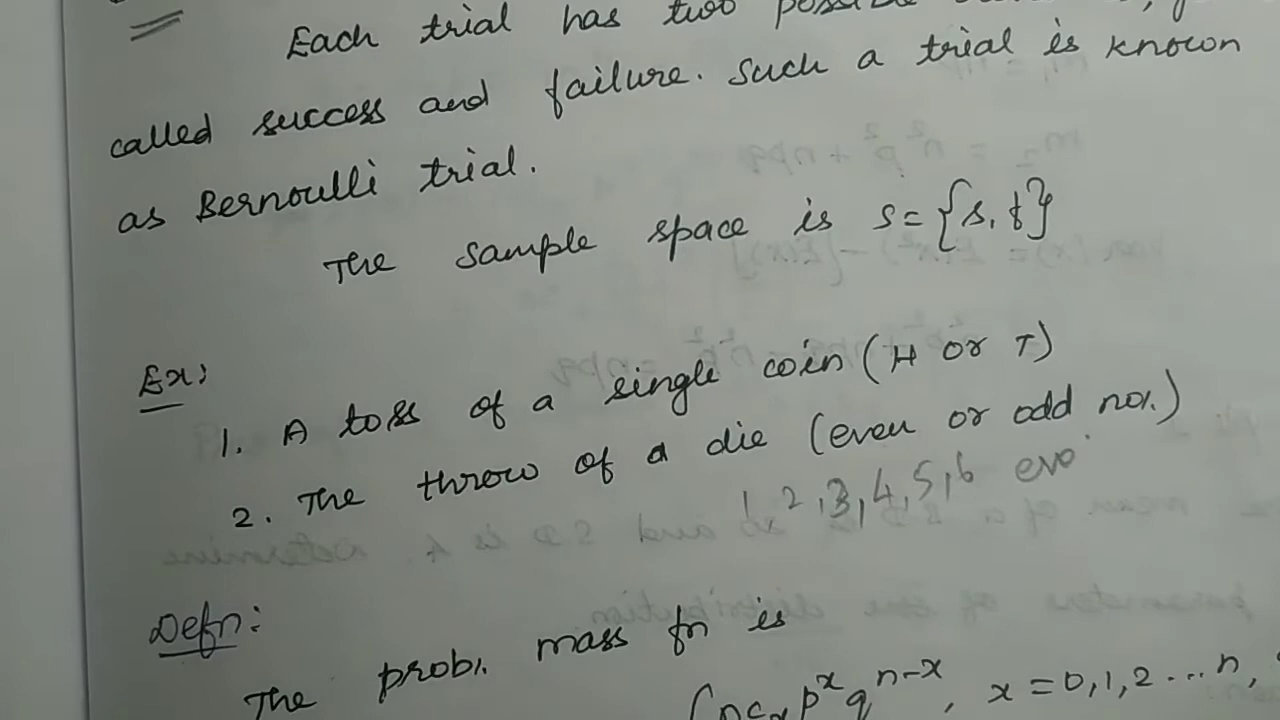 Each trial has two possible
called success and failure. Such a trial is known
as Bernoulli trial.
The sample space is S = {s, f}
Ex:
1. A toss of a single coin (H or T)
2. The throw of a die (even or odd no.)
1 2, 3, 4, 5, 6 eve
Defn:
The prob. mass fn is
{ nCx p^x q^n-x, x = 0, 1, 2 ... n,